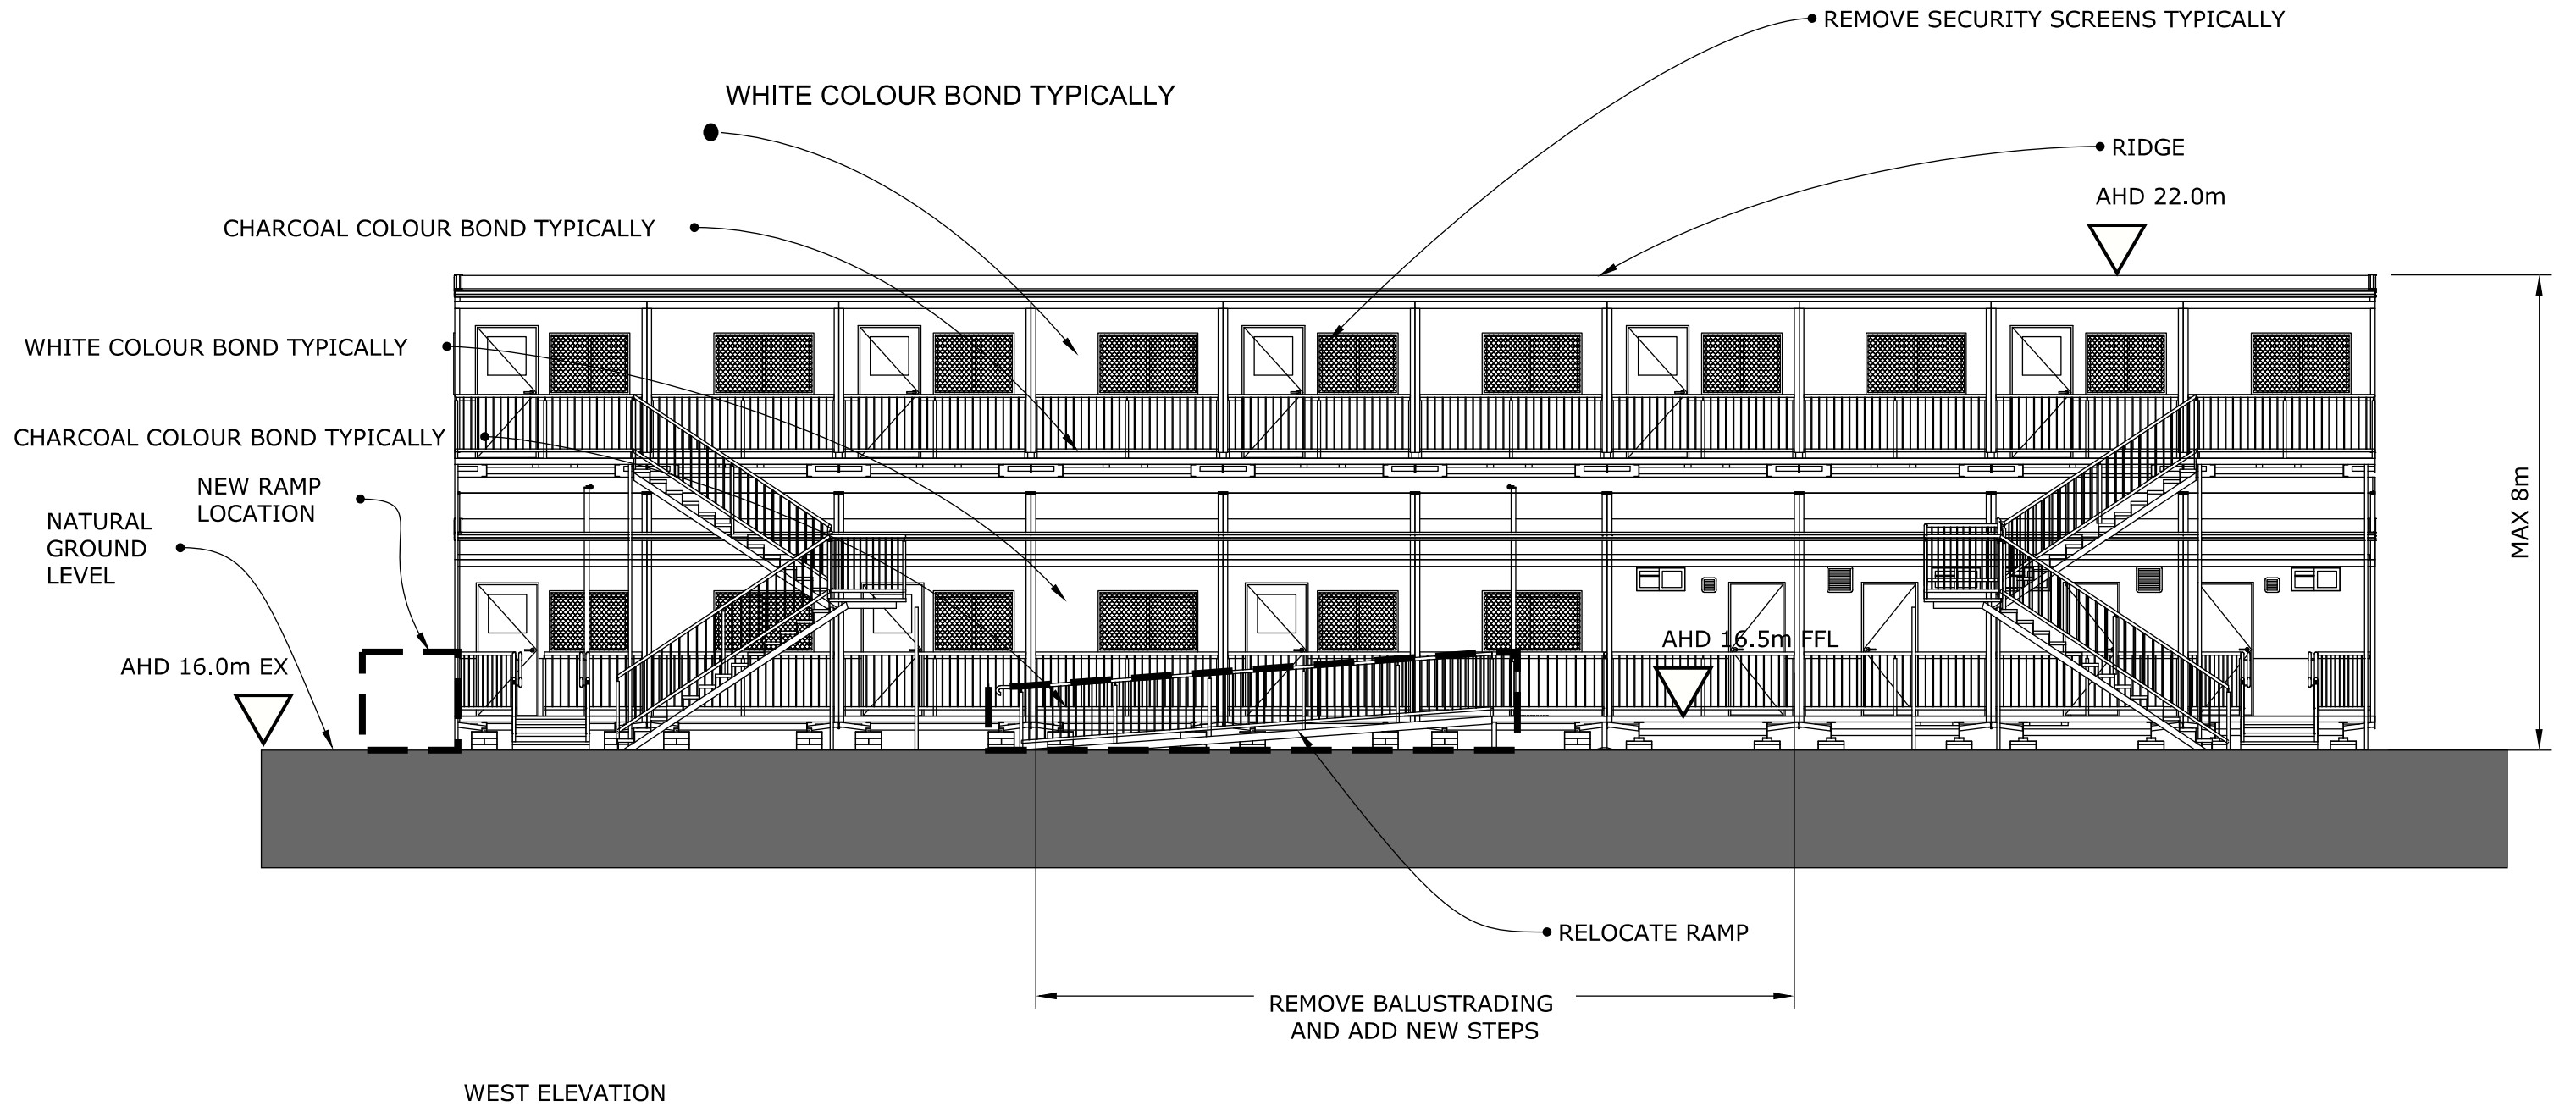 REMOVE SECURITY SCREENS TYPICALLY
WHITE COLOUR BOND TYPICALLY
RIDGE
AHD 22.0m
CHARCOAL COLOUR BOND TYPICALLY
WHITE COLOUR BOND TYPICALLY
CHARCOAL COLOUR BOND TYPICALLY
NEW RAMP
LOCATION
NATURAL
GROUND
LEVEL
MAX 8m
AHD 16.5m FFL
AHD 16.0m EX
RELOCATE RAMP
REMOVE BALUSTRADING
AND ADD NEW STEPS
WEST ELEVATION